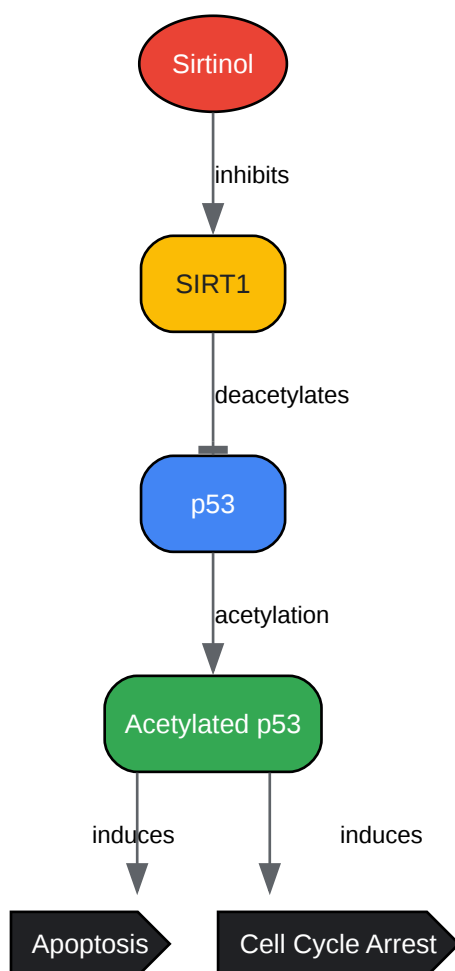 Sirtinol
inhibits
SIRT1
deacetylates
p53
acetylation
Acetylated p53
induces
induces
Apoptosis
Cell Cycle Arrest